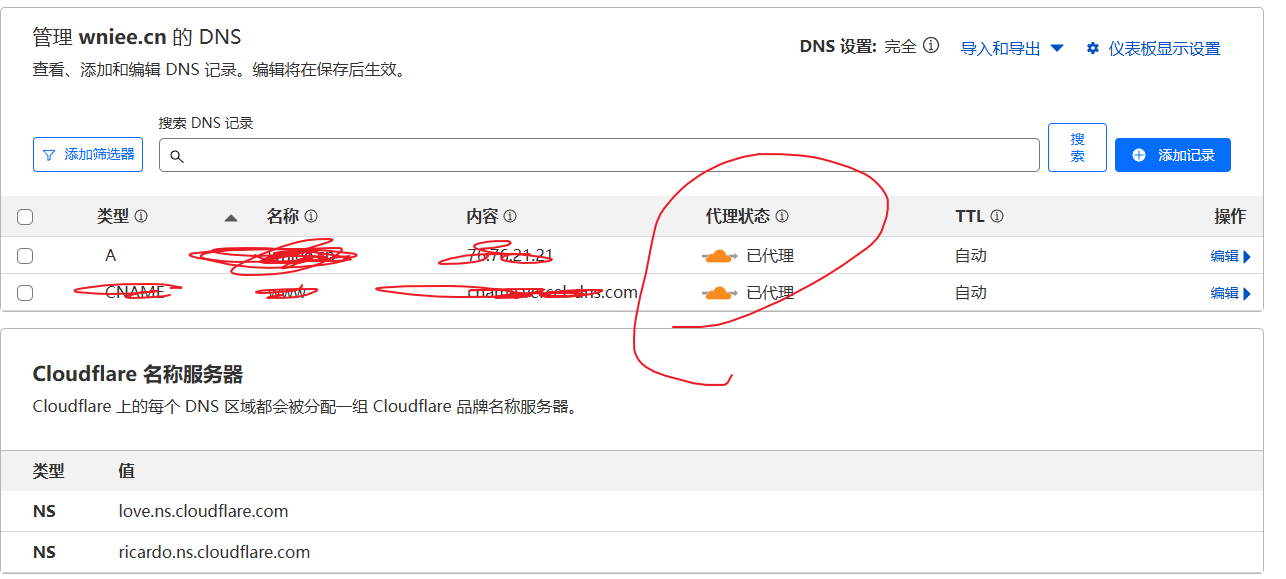 管理 wniee.cn 的 DNS
查看、添加和编辑 DNS 记录。编辑将在保存后生效。
DNS 设置: 完全 导入和导出 仪表板显示设置
搜索 DNS 记录
添加筛选器 搜索 添加记录
类型 名称 内容 代理状态 TTL 操作
A 76.76.21.21 已代理 自动 编辑
CNAME www cname.vercel-dns.com 已代理 自动 编辑
Cloudflare 名称服务器
Cloudflare 上的每个 DNS 区域都会被分配一组 Cloudflare 品牌名称服务器。
类型 值
NS love.ns.cloudflare.com
NS ricardo.ns.cloudflare.com